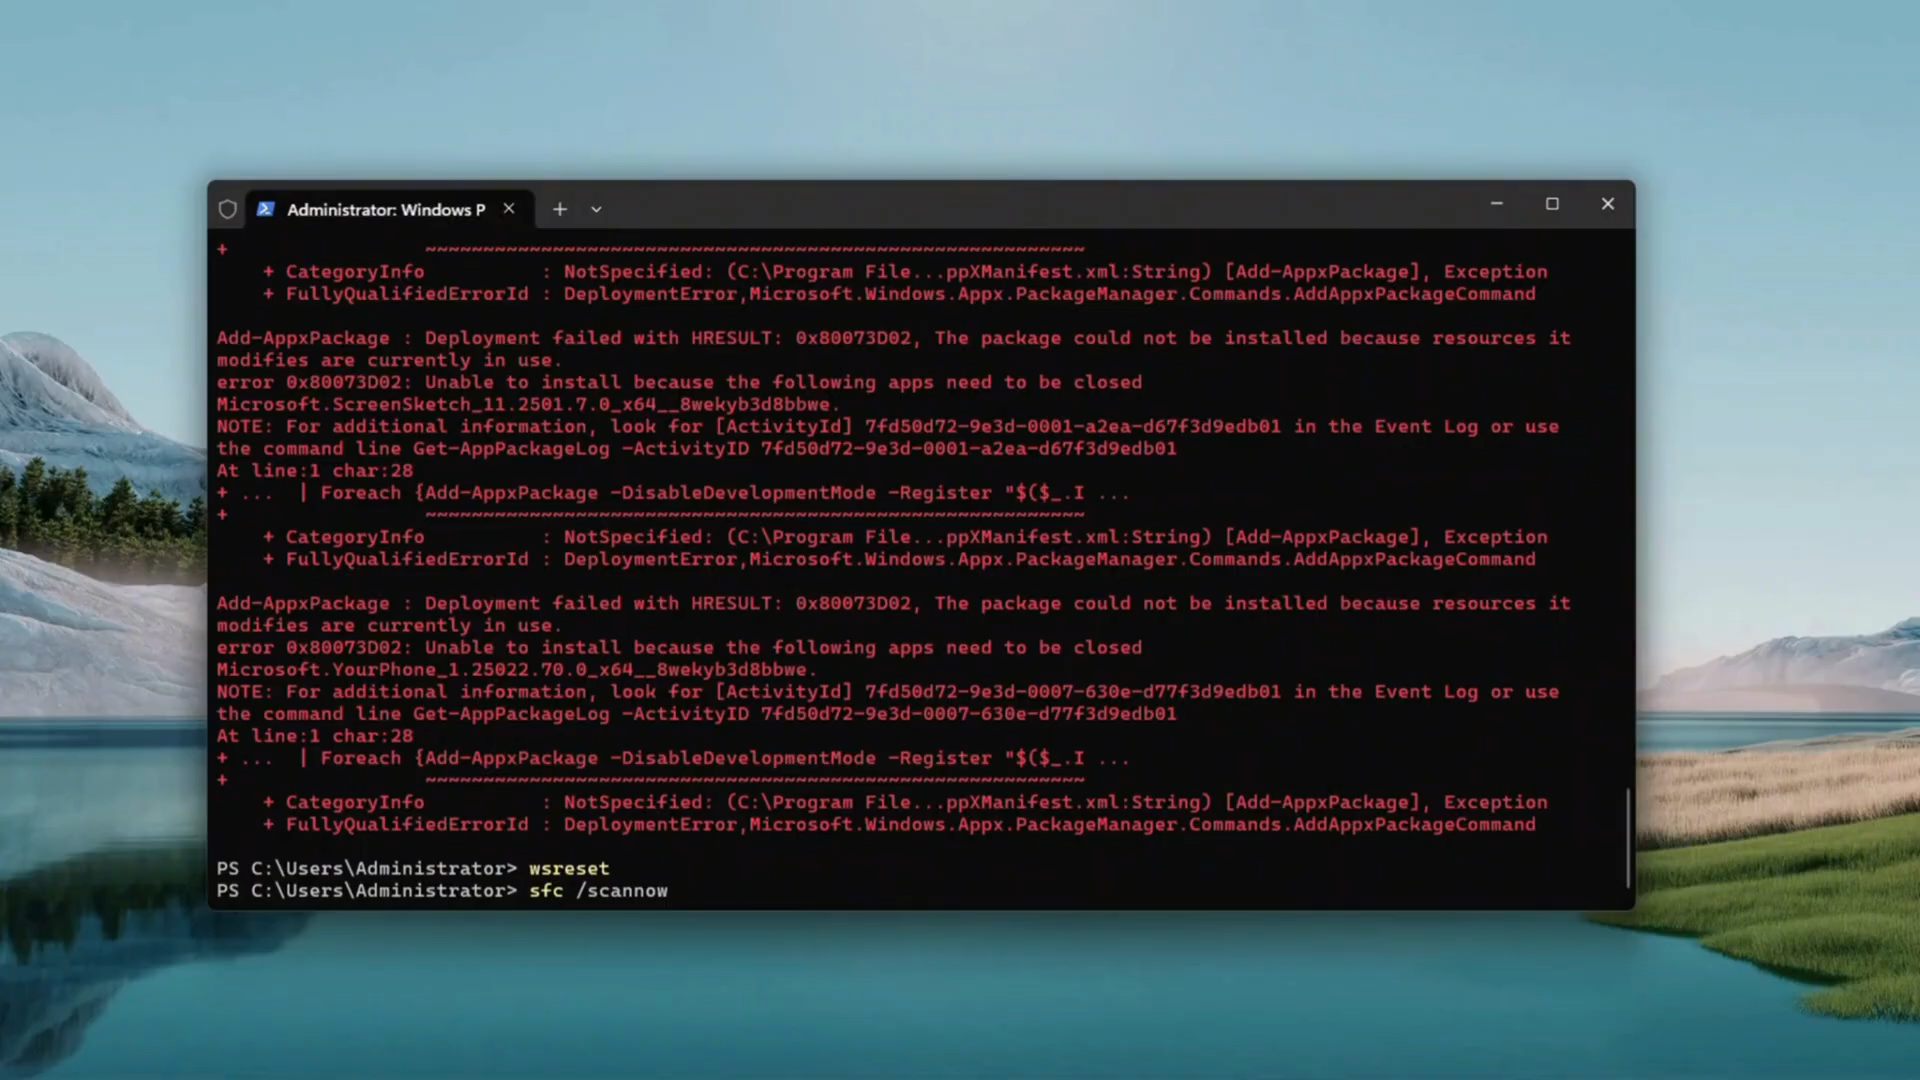 Administrator: Windows P
+ ~~~~~~~~~~~~~~~~~~~~~~~~~~~~~~~~~~~~~~~~~~~~~~~~~~~~~~~~~
+ CategoryInfo : NotSpecified: (C:\Program File...ppXManifest.xml:String) [Add-AppxPackage], Exception
+ FullyQualifiedErrorId : DeploymentError,Microsoft.Windows.Appx.PackageManager.Commands.AddAppxPackageCommand
Add-AppxPackage : Deployment failed with HRESULT: 0x80073D02, The package could not be installed because resources it
modifies are currently in use.
error 0x80073D02: Unable to install because the following apps need to be closed
Microsoft.ScreenSketch_11.2501.7.0_x64__8wekyb3d8bbwe.
NOTE: For additional information, look for [ActivityId] 7fd50d72-9e3d-0001-a2ea-d67f3d9edb01 in the Event Log or use
the command line Get-AppPackageLog -ActivityID 7fd50d72-9e3d-0001-a2ea-d67f3d9edb01
At line:1 char:28
+ ... | Foreach {Add-AppxPackage -DisableDevelopmentMode -Register "$($_.I ...
+ ~~~~~~~~~~~~~~~~~~~~~~~~~~~~~~~~~~~~~~~~~~~~~~~~~~~~~~~~~
+ CategoryInfo : NotSpecified: (C:\Program File...ppXManifest.xml:String) [Add-AppxPackage], Exception
+ FullyQualifiedErrorId : DeploymentError,Microsoft.Windows.Appx.PackageManager.Commands.AddAppxPackageCommand
Add-AppxPackage : Deployment failed with HRESULT: 0x80073D02, The package could not be installed because resources it
modifies are currently in use.
error 0x80073D02: Unable to install because the following apps need to be closed
Microsoft.YourPhone_1.25022.70.0_x64__8wekyb3d8bbwe.
NOTE: For additional information, look for [ActivityId] 7fd50d72-9e3d-0007-630e-d77f3d9edb01 in the Event Log or use
the command line Get-AppPackageLog -ActivityID 7fd50d72-9e3d-0007-630e-d77f3d9edb01
At line:1 char:28
+ ... | Foreach {Add-AppxPackage -DisableDevelopmentMode -Register "$($_.I ...
+ ~~~~~~~~~~~~~~~~~~~~~~~~~~~~~~~~~~~~~~~~~~~~~~~~~~~~~~~~~
+ CategoryInfo : NotSpecified: (C:\Program File...ppXManifest.xml:String) [Add-AppxPackage], Exception
+ FullyQualifiedErrorId : DeploymentError,Microsoft.Windows.Appx.PackageManager.Commands.AddAppxPackageCommand
PS C:\Users\Administrator> wsreset
PS C:\Users\Administrator> sfc /scannow